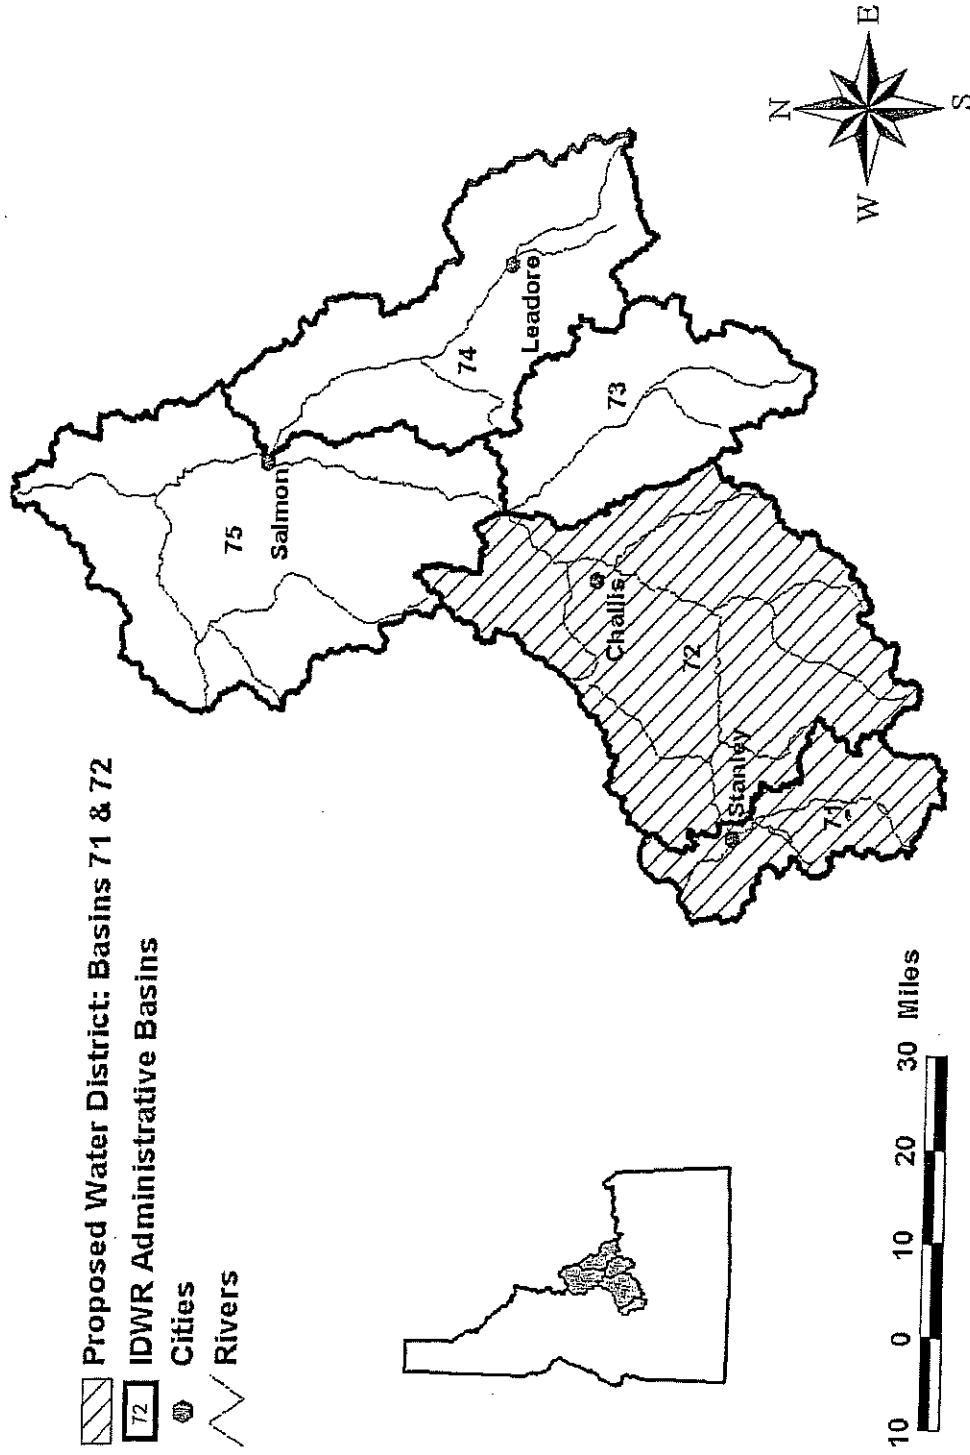 Proposed Water District: Basins 71 & 72
72 IDWR Administrative Basins
Cities
Rivers
75
Salmon
74
Leadore
73
Challis
72
Stanley
71
10 0 10 20 30 Miles
N
W E
S